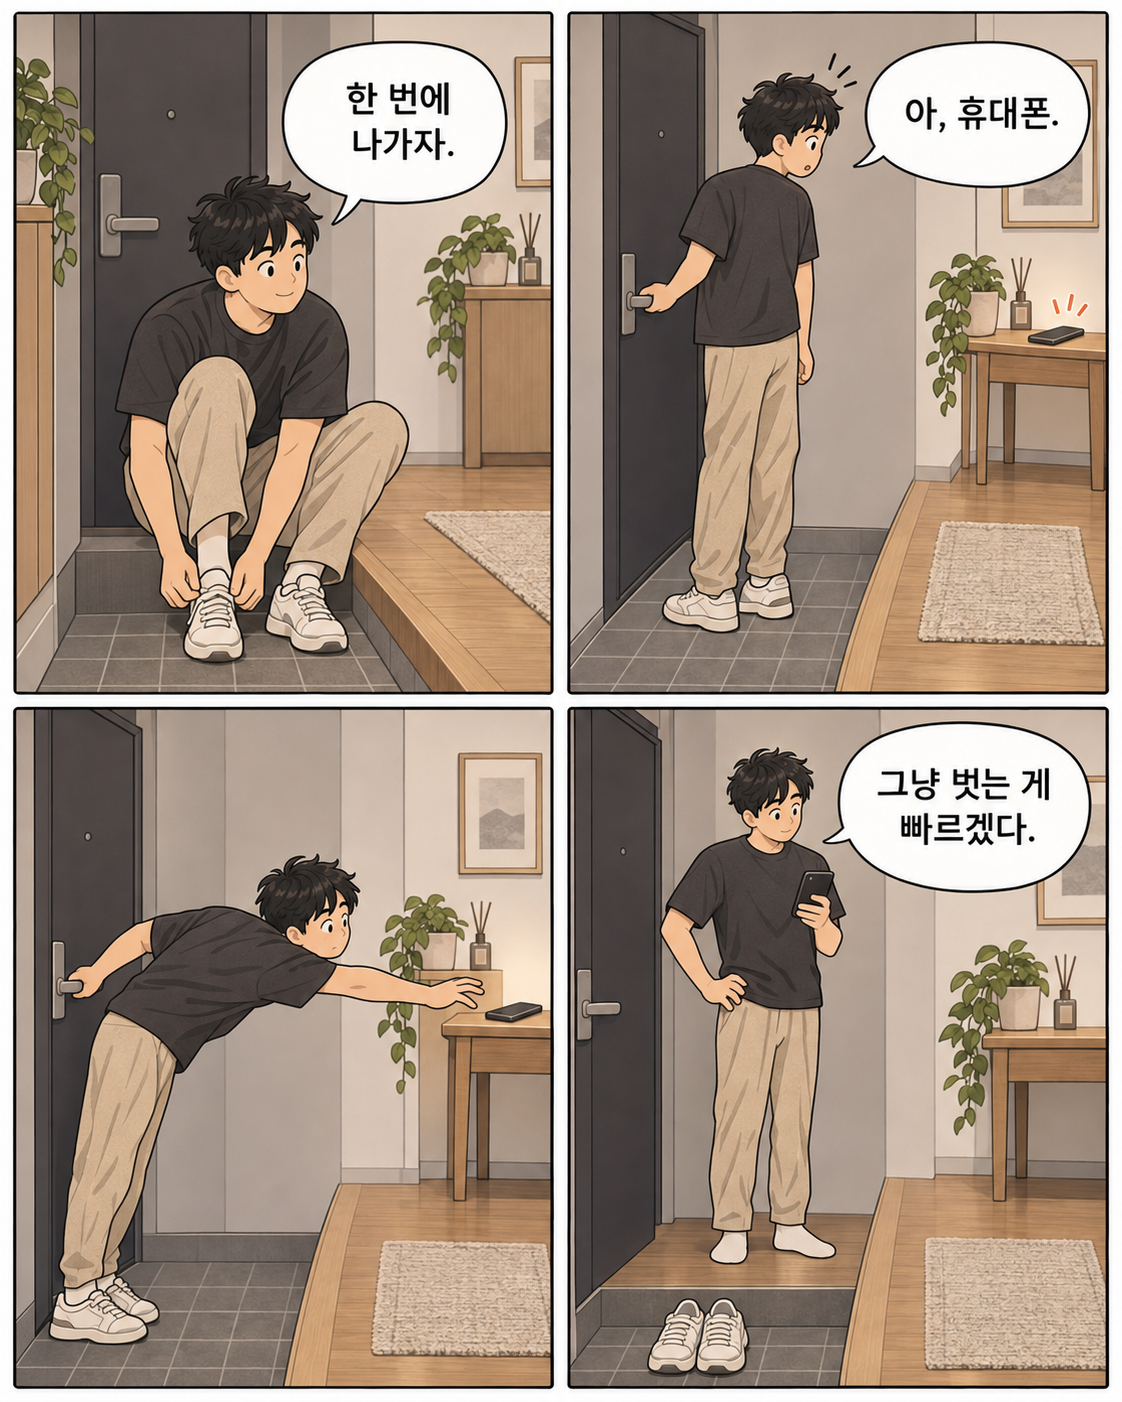 한 번에
나가자.
아, 휴대폰.
그냥 벗는 게
빠르겠다.